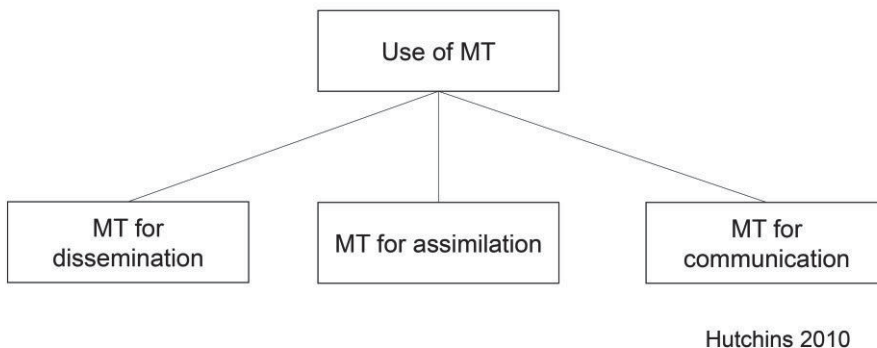 Use of MT
MT for
dissemination
MT for assimilation
MT for
communication
Hutchins 2010